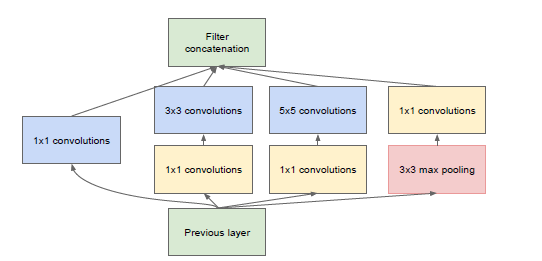 Filter
concatenation
3x3 convolutions
5x5 convolutions
1x1 convolutions
1x1 convolutions
1x1 convolutions
1x1 convolutions
3x3 max pooling
Previous layer